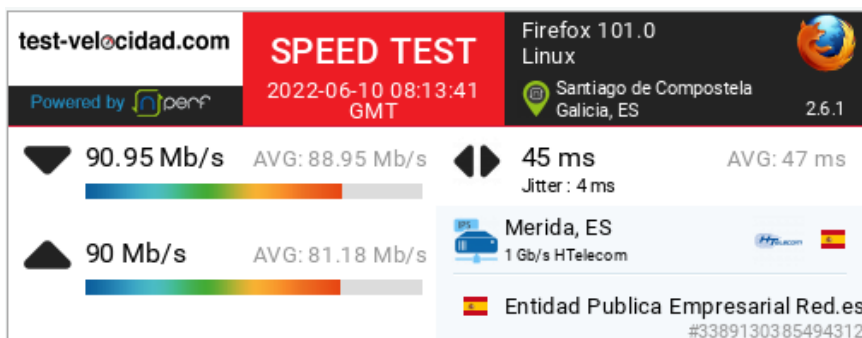 test-velocidad.com
Powered by nperf
SPEED TEST
2022-06-10 08:13:41
GMT
Firefox 101.0
Linux
Santiago de Compostela
Galicia, ES
2.6.1
90.95 Mb/s AVG: 88.95 Mb/s
90 Mb/s AVG: 81.18 Mb/s
45 ms AVG: 47 ms
Jitter : 4 ms
IPS
Merida, ES
1 Gb/s HTelecom
HTelecom
Entidad Publica Empresarial Red.es
#3389130385494312